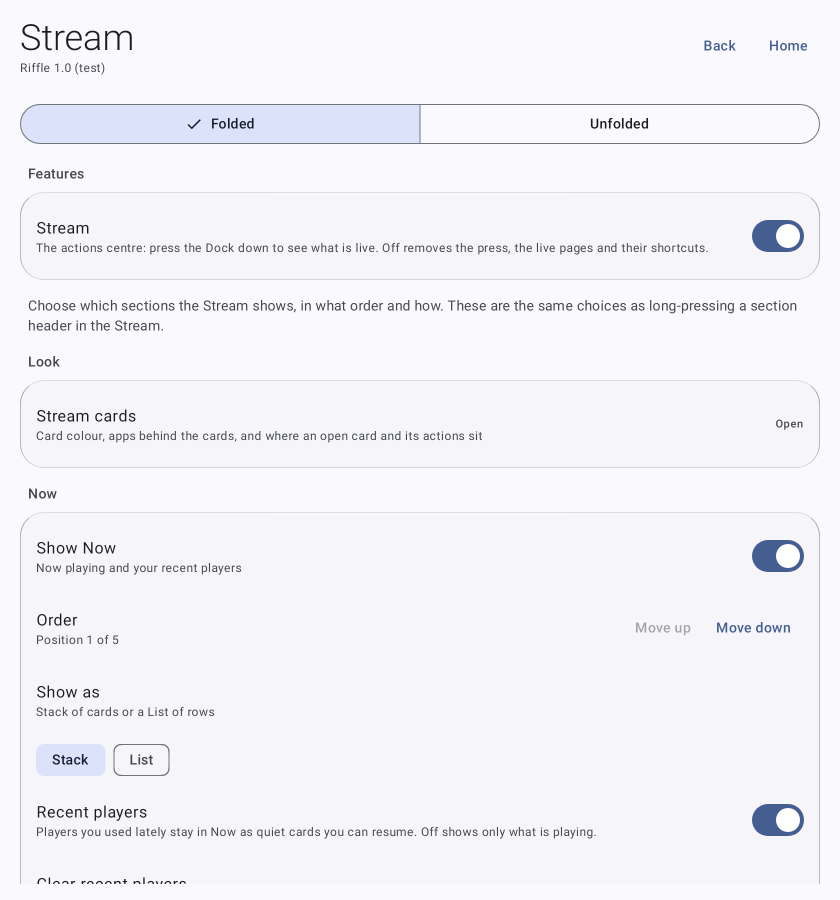 Stream
Riffle 1.0 (test)
Back
Home
Folded
Unfolded
Features
Stream
The actions centre: press the Dock down to see what is live. Off removes the press, the live pages and their shortcuts.
Choose which sections the Stream shows, in what order and how. These are the same choices as long-pressing a section
header in the Stream.
Look
Stream cards
Card colour, apps behind the cards, and where an open card and its actions sit
Open
Now
Show Now
Now playing and your recent players
Order
Position 1 of 5
Move up
Move down
Show as
Stack of cards or a List of rows
Stack
List
Recent players
Players you used lately stay in Now as quiet cards you can resume. Off shows only what is playing.
Clear recent players